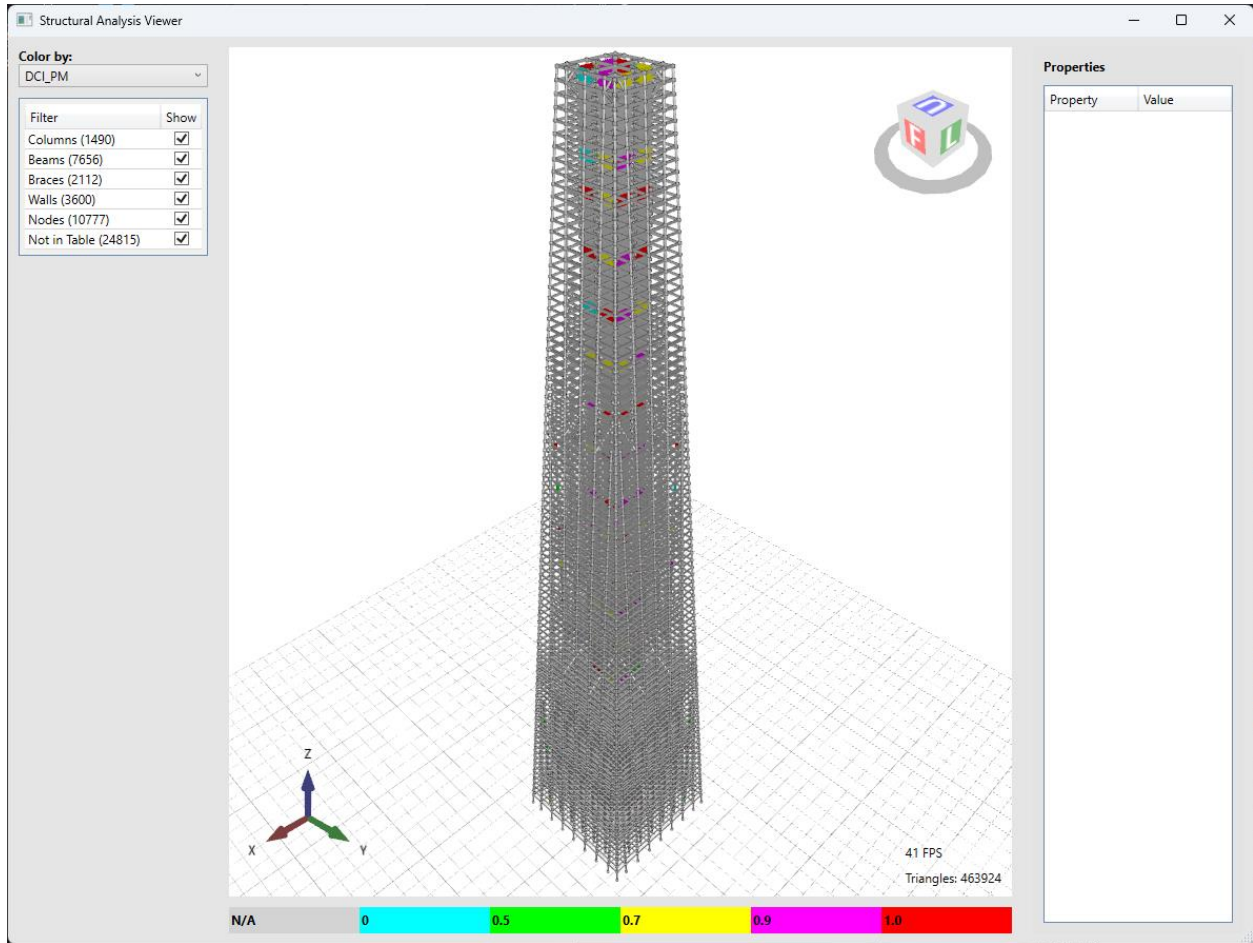 Structural Analysis Viewer
Color by:
DCI_PM
Filter Show
Columns (1490)
Beams (7656)
Braces (2112)
Walls (3600)
Nodes (10777)
Not in Table (24815)
Properties
Property Value
F L
Z
X Y
41 FPS
Triangles: 463924
N/A 0 0.5 0.7 0.9 1.0